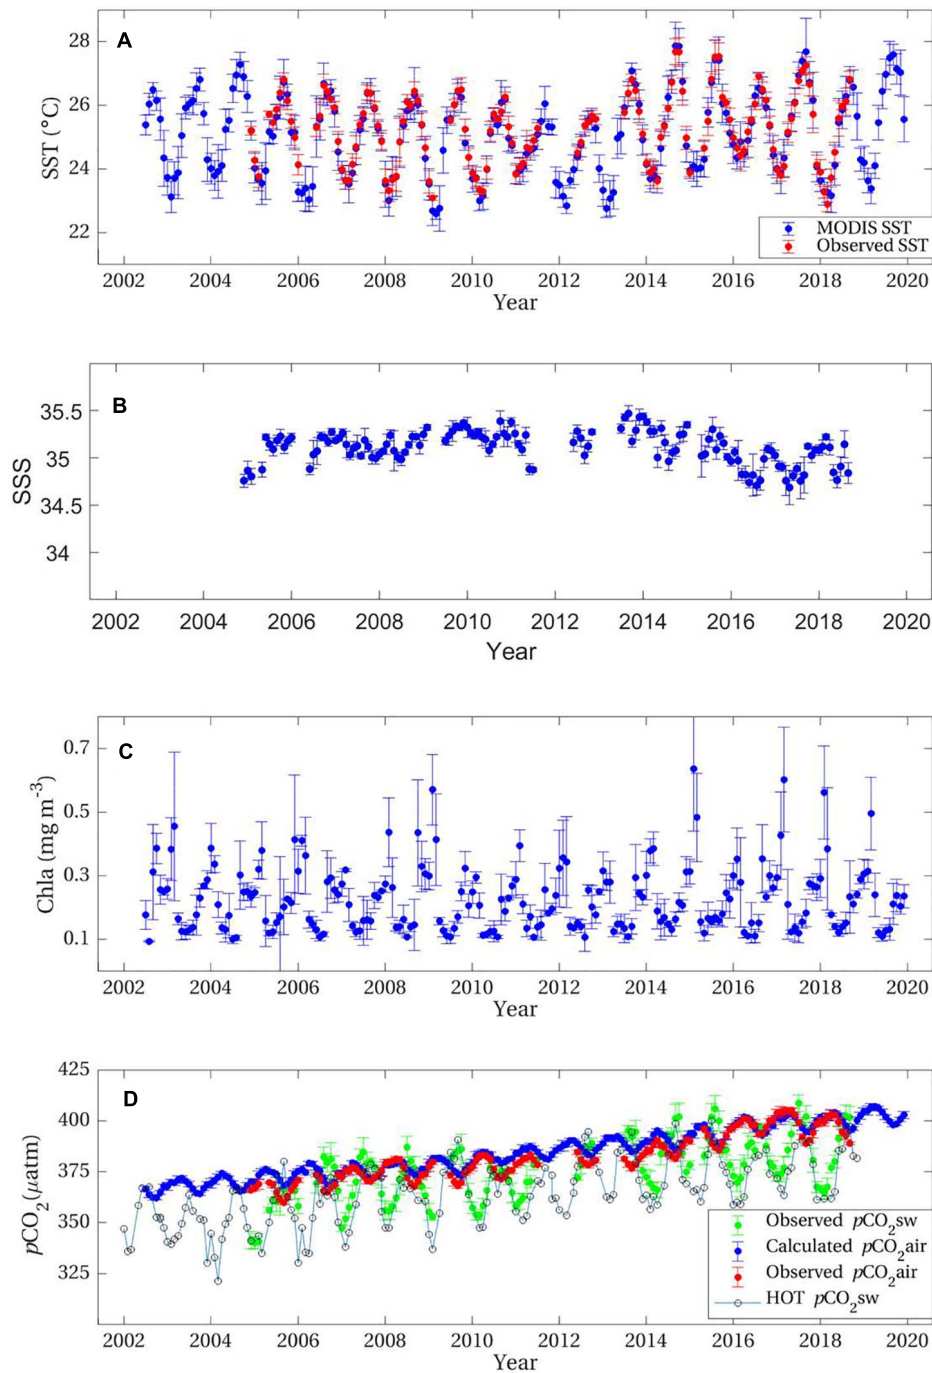 A
28
26
24
22
SST (°C)
MODIS SST
Observed SST
2002 2004 2006 2008 2010 2012 2014 2016 2018 2020
Year
B
35.5
35
34.5
34
SSS
2002 2004 2006 2008 2010 2012 2014 2016 2018 2020
Year
C
0.7
0.5
0.3
0.1
Chla (mg m-3)
2002 2004 2006 2008 2010 2012 2014 2016 2018 2020
Year
D
425
400
375
350
325
pCO2 (μatm)
Observed pCO2sw
Calculated pCO2air
Observed pCO2air
HOT pCO2sw
2002 2004 2006 2008 2010 2012 2014 2016 2018 2020
Year